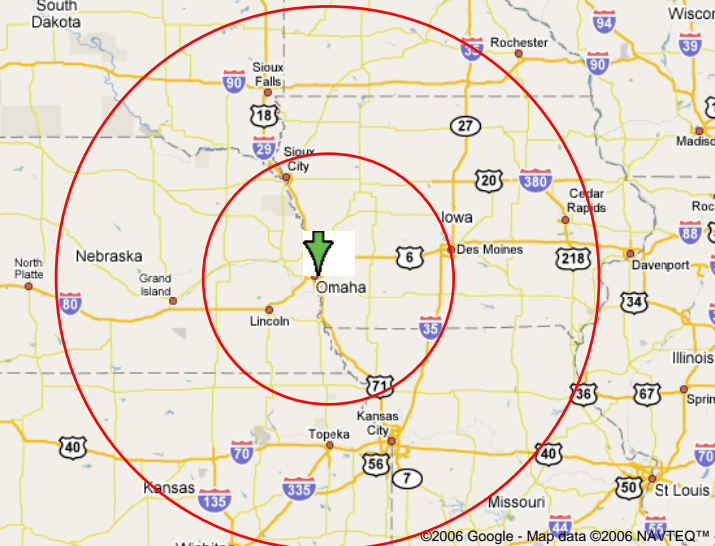 South
Dakota
94
Wiscor
35
Rochester
39
90
90
Sioux
Falls
18
27
Madisc
29
Sioux
City
20
380
Cedar
Rapids
Roc
Iowa
88
Nebraska
6
Des Moines
218
Davenport
North
Platte
Grand
Island
Omaha
80
34
Lincoln
35
Illinois
71
36
67
Sprin
Kansas
City
Topeka
40
70
40
70
56
7
Kansas
135
335
50
St Louis
Missouri
44
55
©2006 Google - Map data ©2006 NAVTEQ™